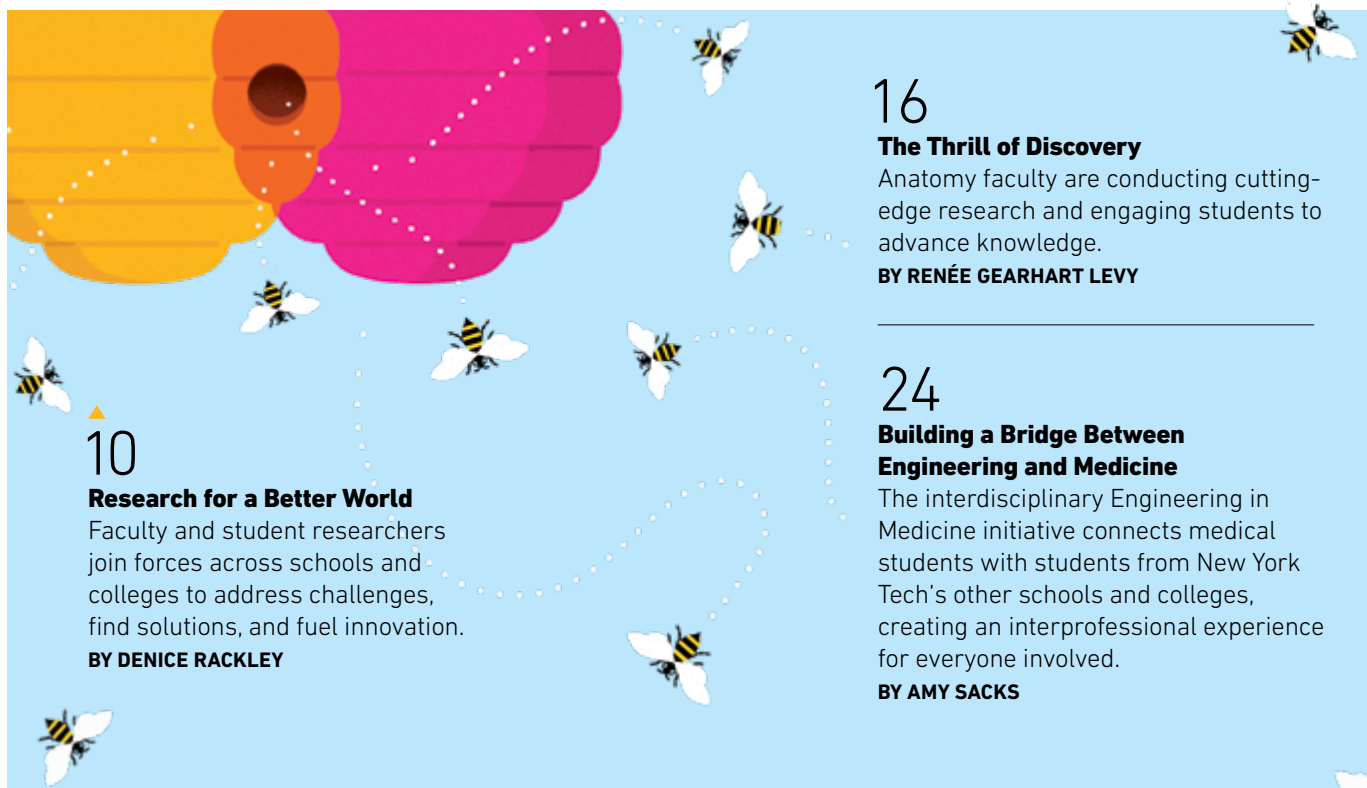 10
Research for a Better World
Faculty and student researchers
join forces across schools and
colleges to address challenges,
find solutions, and fuel innovation.
BY DENICE RACKLEY
16
The Thrill of Discovery
Anatomy faculty are conducting cutting-
edge research and engaging students to
advance knowledge.
BY RENÉE GEARHART LEVY
24
Building a Bridge Between
Engineering and Medicine
The interdisciplinary Engineering in
Medicine initiative connects medical
students with students from New York
Tech's other schools and colleges,
creating an interprofessional experience
for everyone involved.
BY AMY SACKS